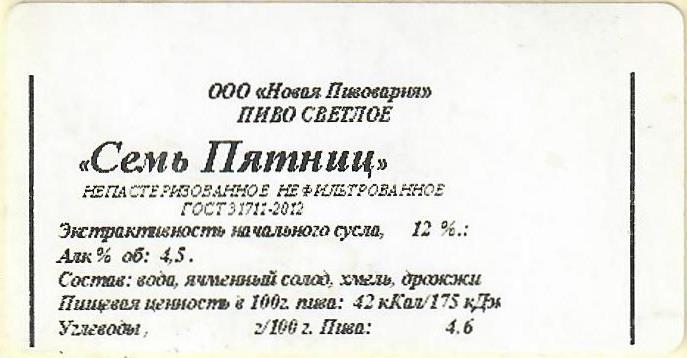 ООО «Новая Пивовария»
ПИВО СВЕТЛОЕ
«Семь Пятниц»
НЕПАСТЕРИЗОВАННОЕ НЕФИЛЬТРОВАННОЕ
ГОСТ 31711-2012
Экстрактивность начального сусла, 12 %.:
Алк % об: 4,5 .
Состав: вода, ячменный солод, хмель, дрожжи
Пищевая ценность в 100г. пива: 42 кКал/175 кДж
Углеводы , г/100 г. Пива: 4.6